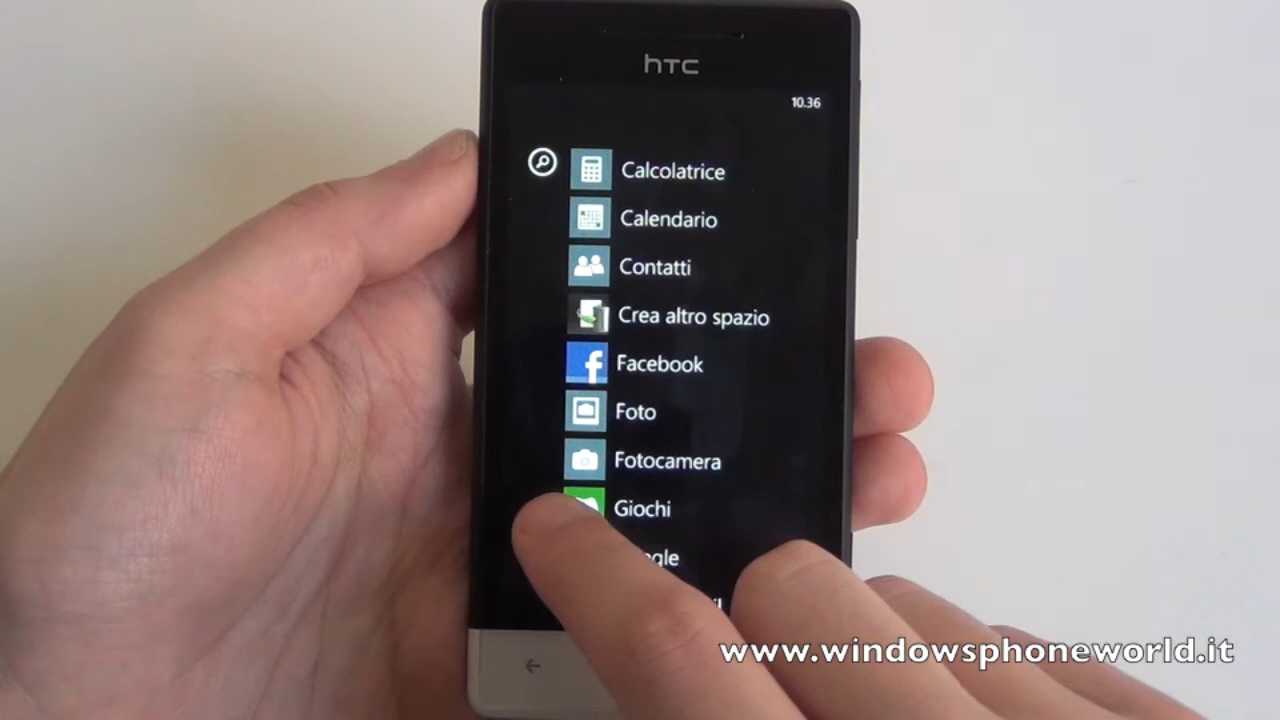 hTC
10.36
Calcolatrice
Calendario
Contatti
Crea altro spazio
Facebook
Foto
Fotocamera
Giochi
www.windowsphoneworld.it